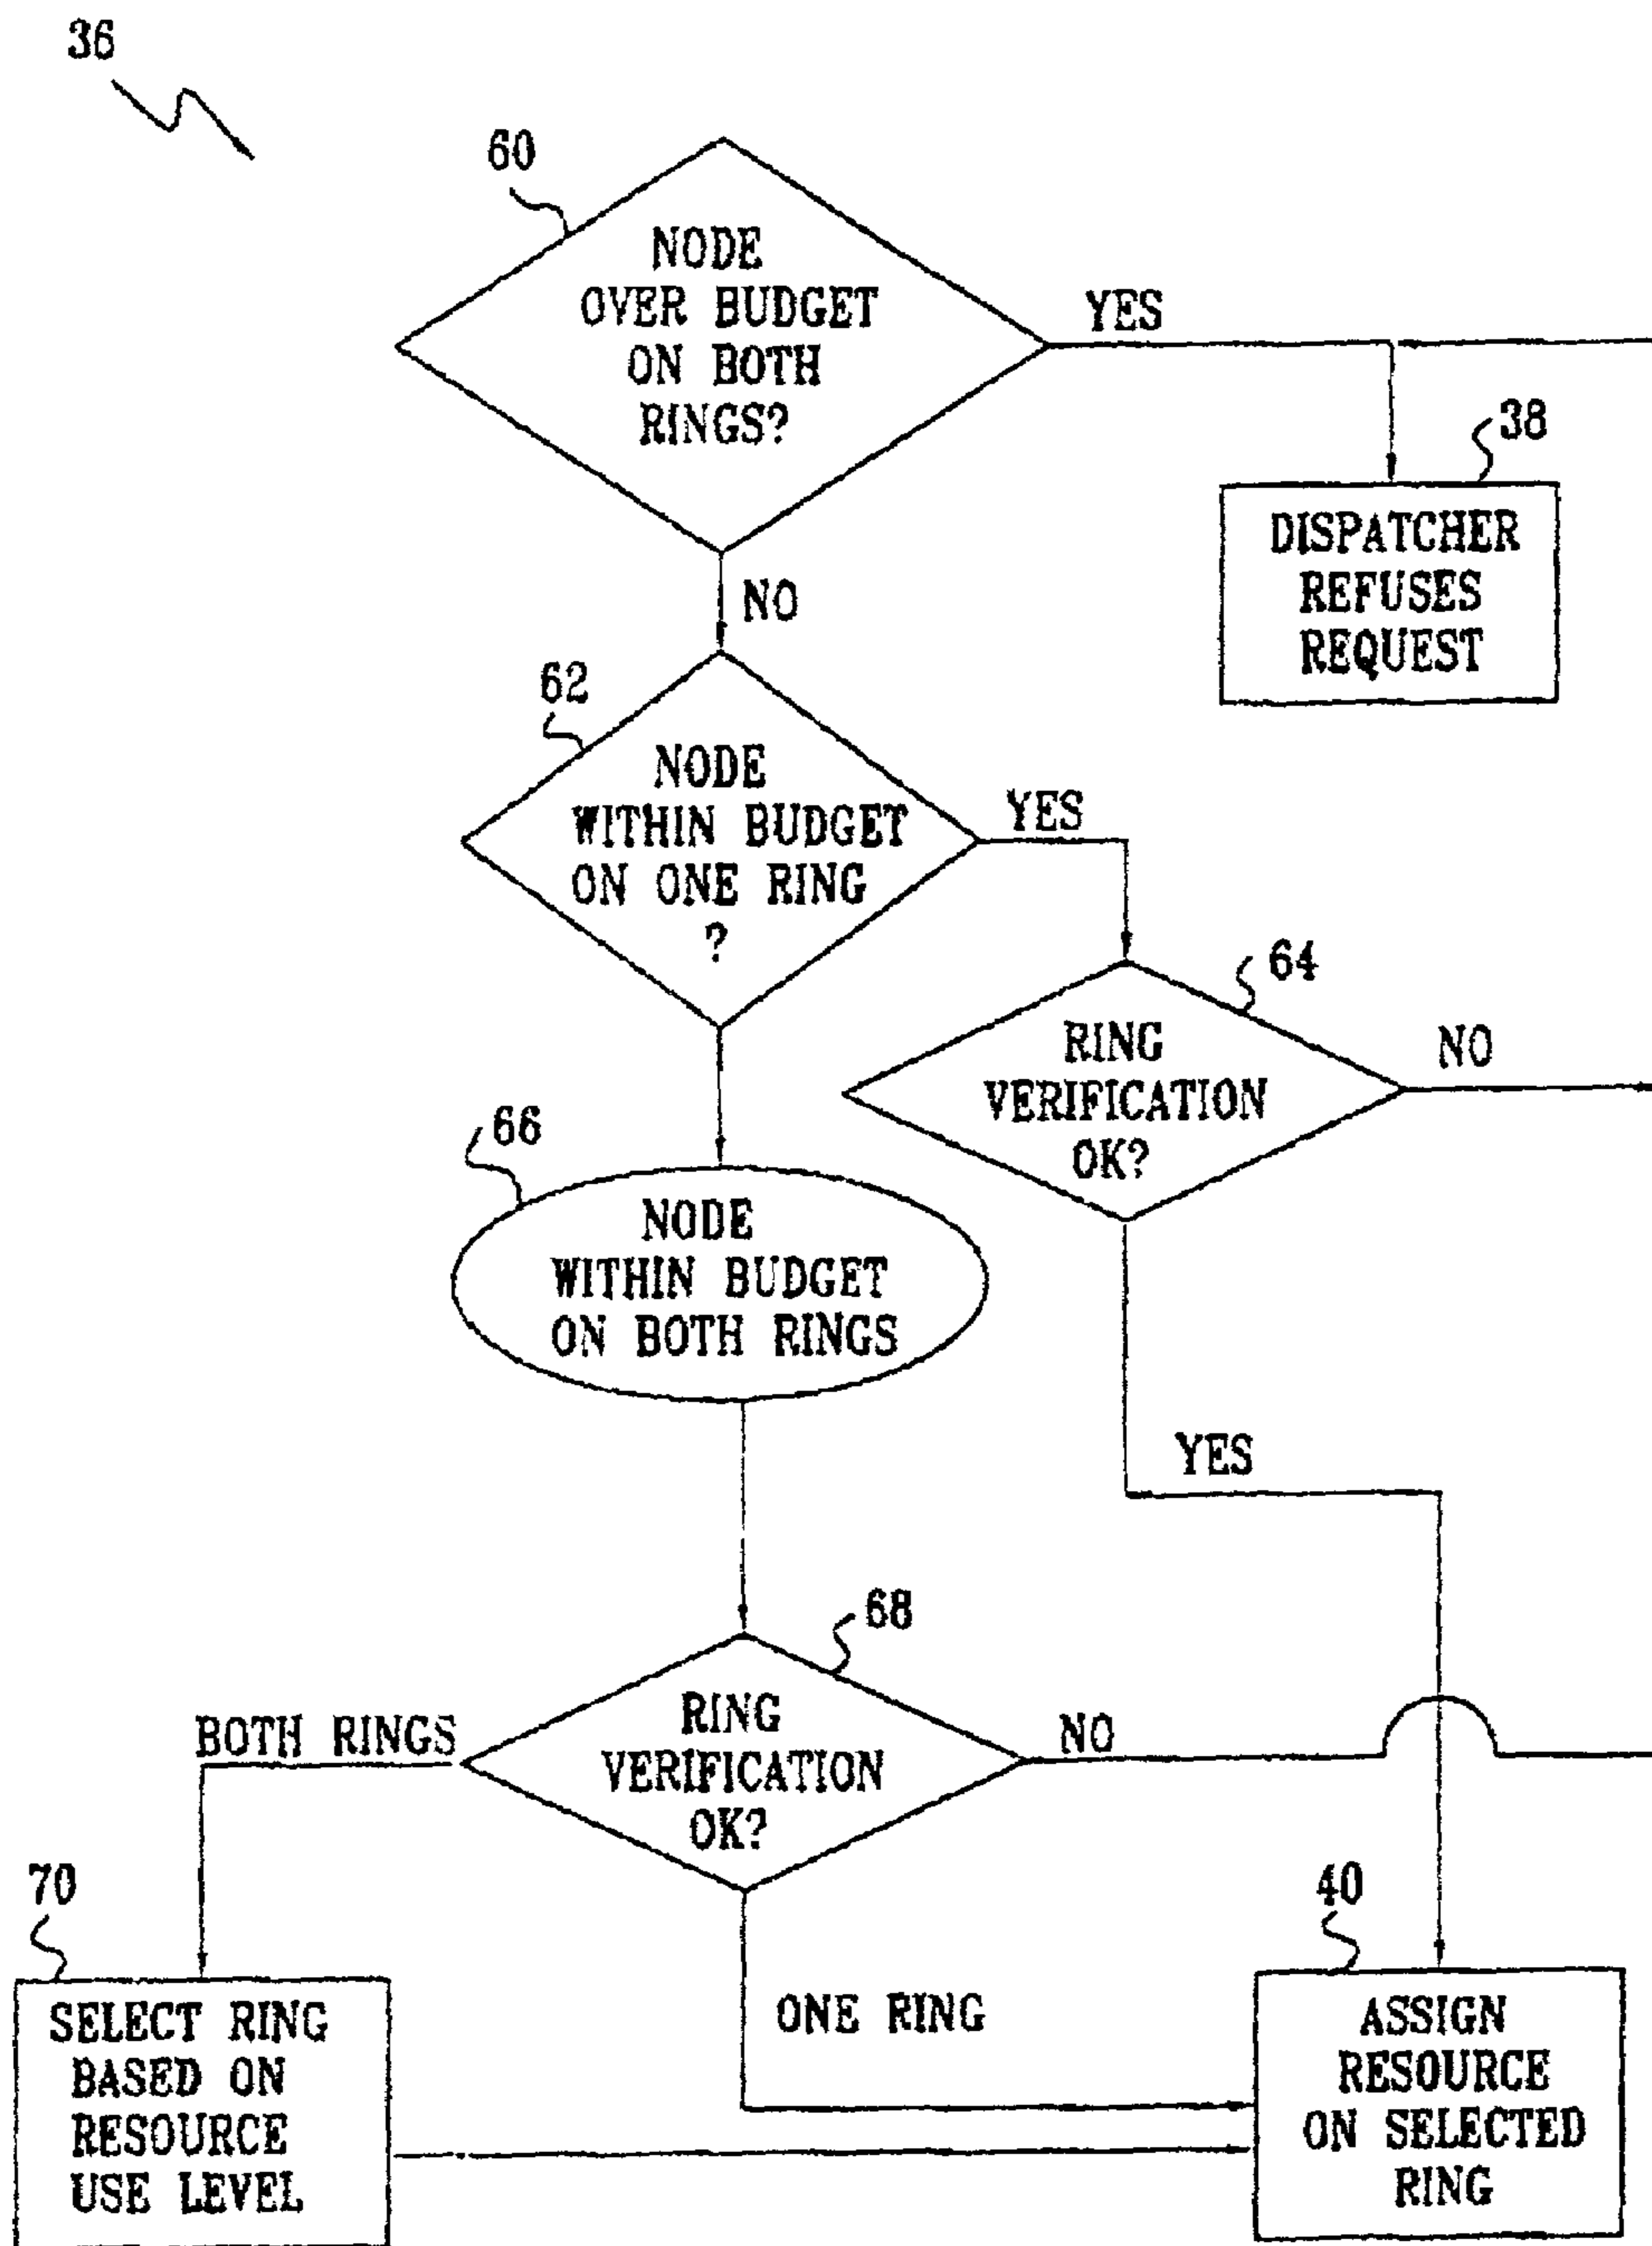 36
60
NODE
OVER BUDGET
ON BOTH
RINGS?
YES
38
DISPATCHER
REFUSES
REQUEST
NO
62
NODE
WITHIN BUDGET
ON ONE RING
?
YES
64
RING
VERIFICATION
OK?
NO
66
NODE
WITHIN BUDGET
ON BOTH RINGS
YES
68
RING
VERIFICATION
OK?
BOTH RINGS
NO
70
SELECT RING
BASED ON
RESOURCE
USE LEVEL
ONE RING
40
ASSIGN
RESOURCE
ON SELECTED
RING